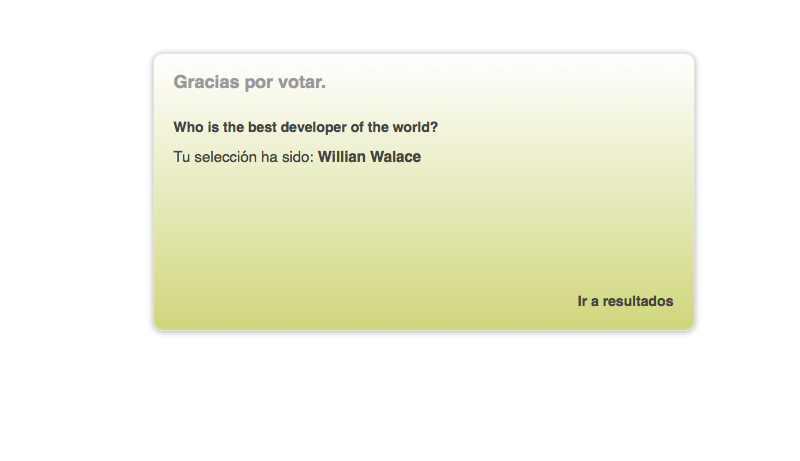 Gracias por votar.
Who is the best developer of the world?
Tu selección ha sido: Willian Walace
Ir a resultados